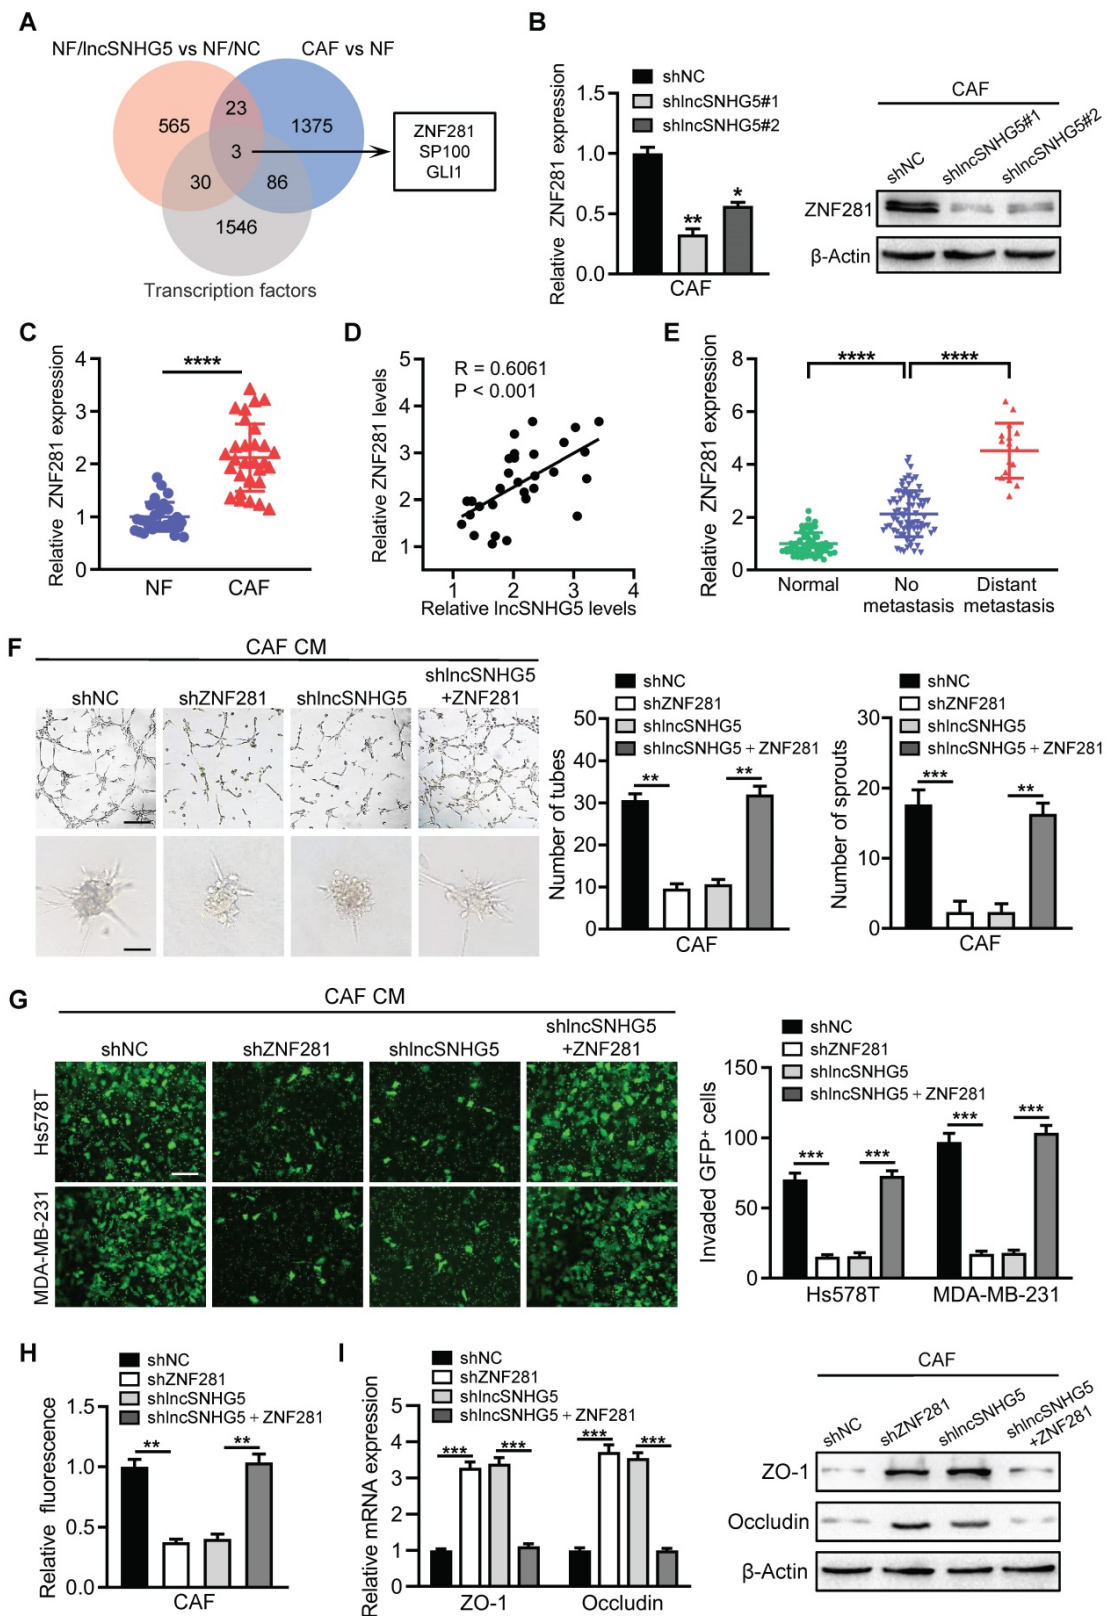 A
NF/lncSNHG5 vs NF/NC
CAF vs NF
565
23
1375
3
30
86
1546
Transcription factors
ZNF281
SP100
GLI1
B
shNC
shlncSNHG5#1
shlncSNHG5#2
Relative ZNF281 expression
1.5
1.0
0.5
0.0
**
*
CAF
CAF
shNC
shlncSNHG5#1
shlncSNHG5#2
ZNF281
β-Actin
C
Relative ZNF281 expression
4
3
2
1
0
****
NF
CAF
D
Relative ZNF281 levels
5
4
3
2
1
R = 0.6061
P < 0.001
1
2
3
4
Relative lncSNHG5 levels
E
Relative ZNF281 expression
8
6
4
2
0
****
****
Normal
No metastasis
Distant metastasis
F
CAF CM
shNC
shZNF281
shlncSNHG5
shlncSNHG5
+ZNF281
shNC
shZNF281
shlncSNHG5
shlncSNHG5 + ZNF281
Number of tubes
50
40
30
20
10
0
**
**
CAF
shNC
shZNF281
shlncSNHG5
shlncSNHG5 + ZNF281
Number of sprouts
30
20
10
0
***
**
CAF
G
CAF CM
shNC
shZNF281
shlncSNHG5
shlncSNHG5
+ZNF281
Hs578T
MDA-MB-231
shNC
shZNF281
shlncSNHG5
shlncSNHG5 + ZNF281
Invaded GFP⁺ cells
150
100
50
0
***
***
***
***
Hs578T
MDA-MB-231
H
shNC
shZNF281
shlncSNHG5
shlncSNHG5 + ZNF281
Relative fluorescence
1.5
1.0
0.5
0.0
**
**
CAF
I
shNC
shZNF281
shlncSNHG5
shlncSNHG5 + ZNF281
Relative mRNA expression
5
4
3
2
1
0
***
***
***
***
ZO-1
Occludin
CAF
shNC
shZNF281
shlncSNHG5
shlncSNHG5
+ZNF281
ZO-1
Occludin
β-Actin